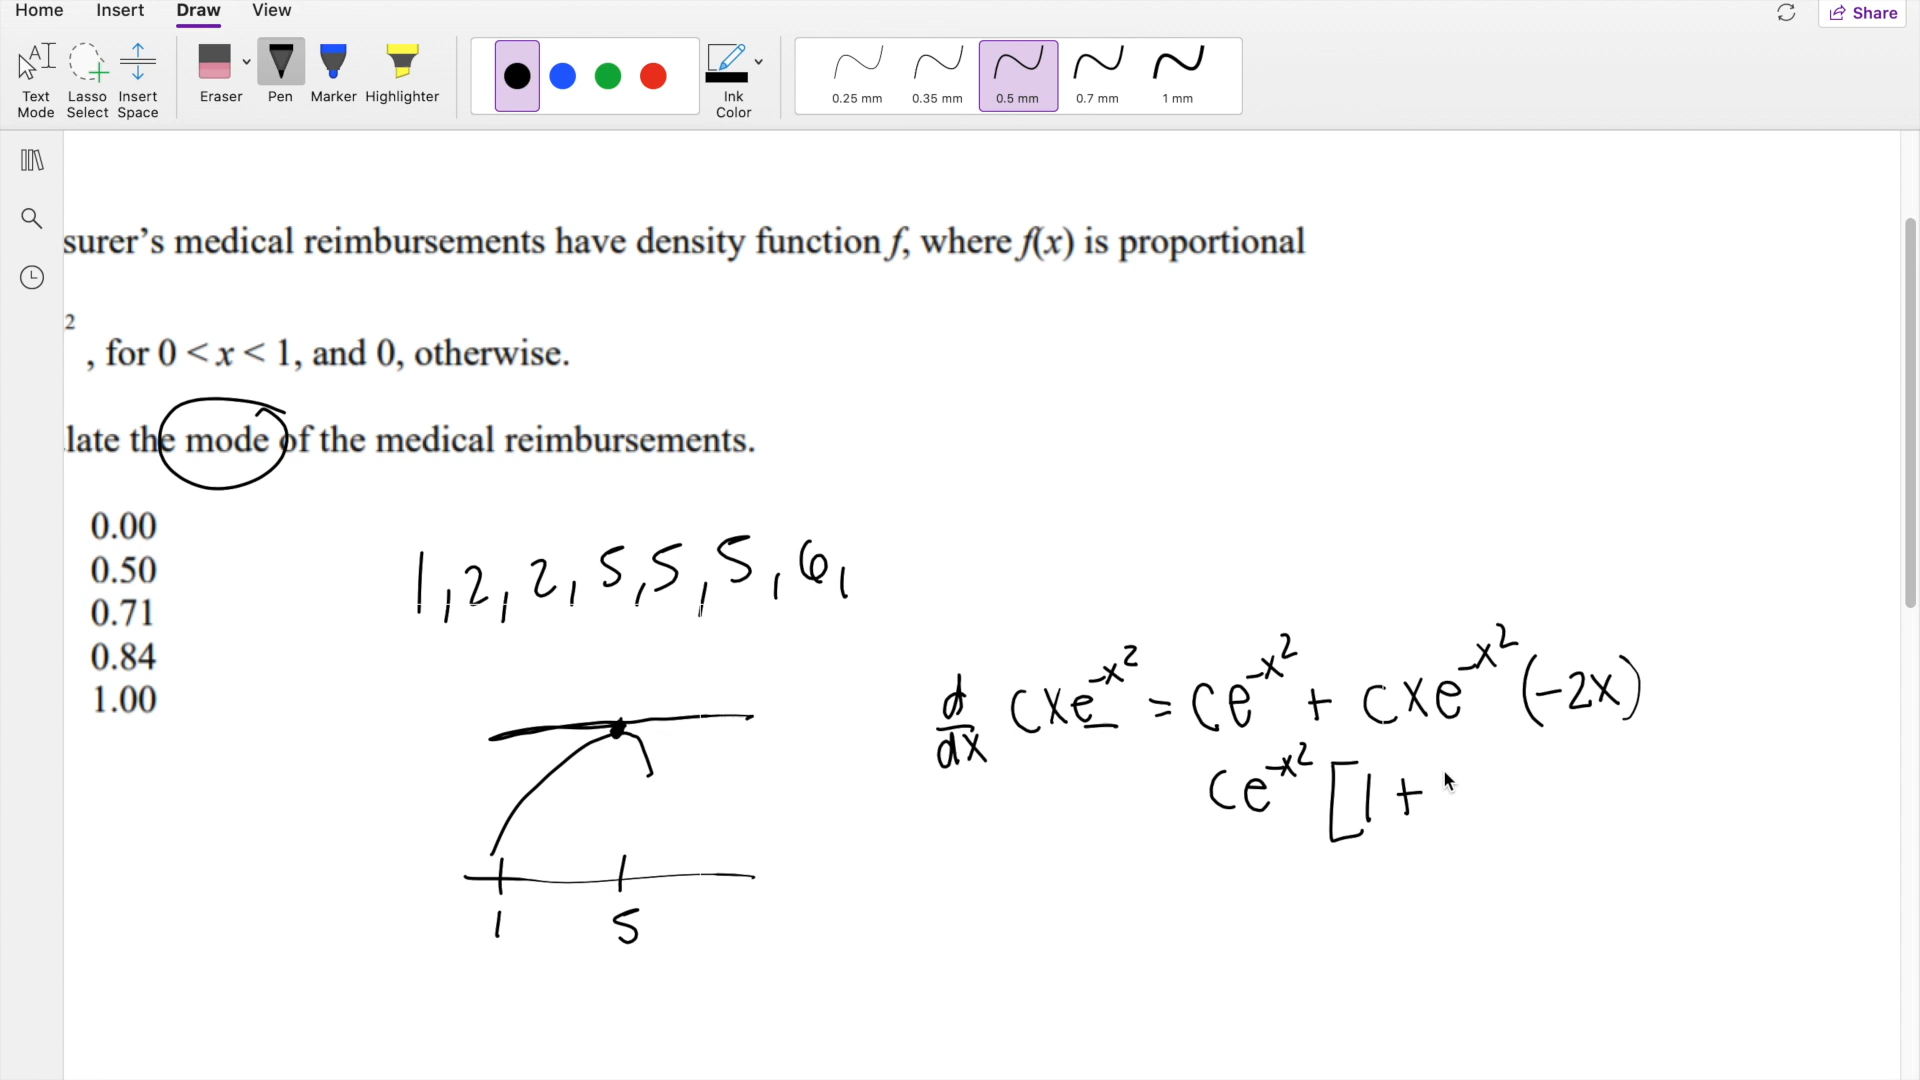 Home Insert Draw View
Share
Text Mode
Lasso Select
Insert Space
Eraser
Pen
Marker
Highlighter
Ink Color
0.25 mm
0.35 mm
0.5 mm
0.7 mm
1 mm
surer’s medical reimbursements have density function f, where f(x) is proportional
2
, for 0 < x < 1, and 0, otherwise.
late the mode of the medical reimbursements.
0.00
0.50
0.71
0.84
1.00
1, 2, 2, 5, 5, 5, 6,
d/dx cxe^-x² = ce^-x² + cxe^-x² (-2x)
ce^-x² [1 +
1 5